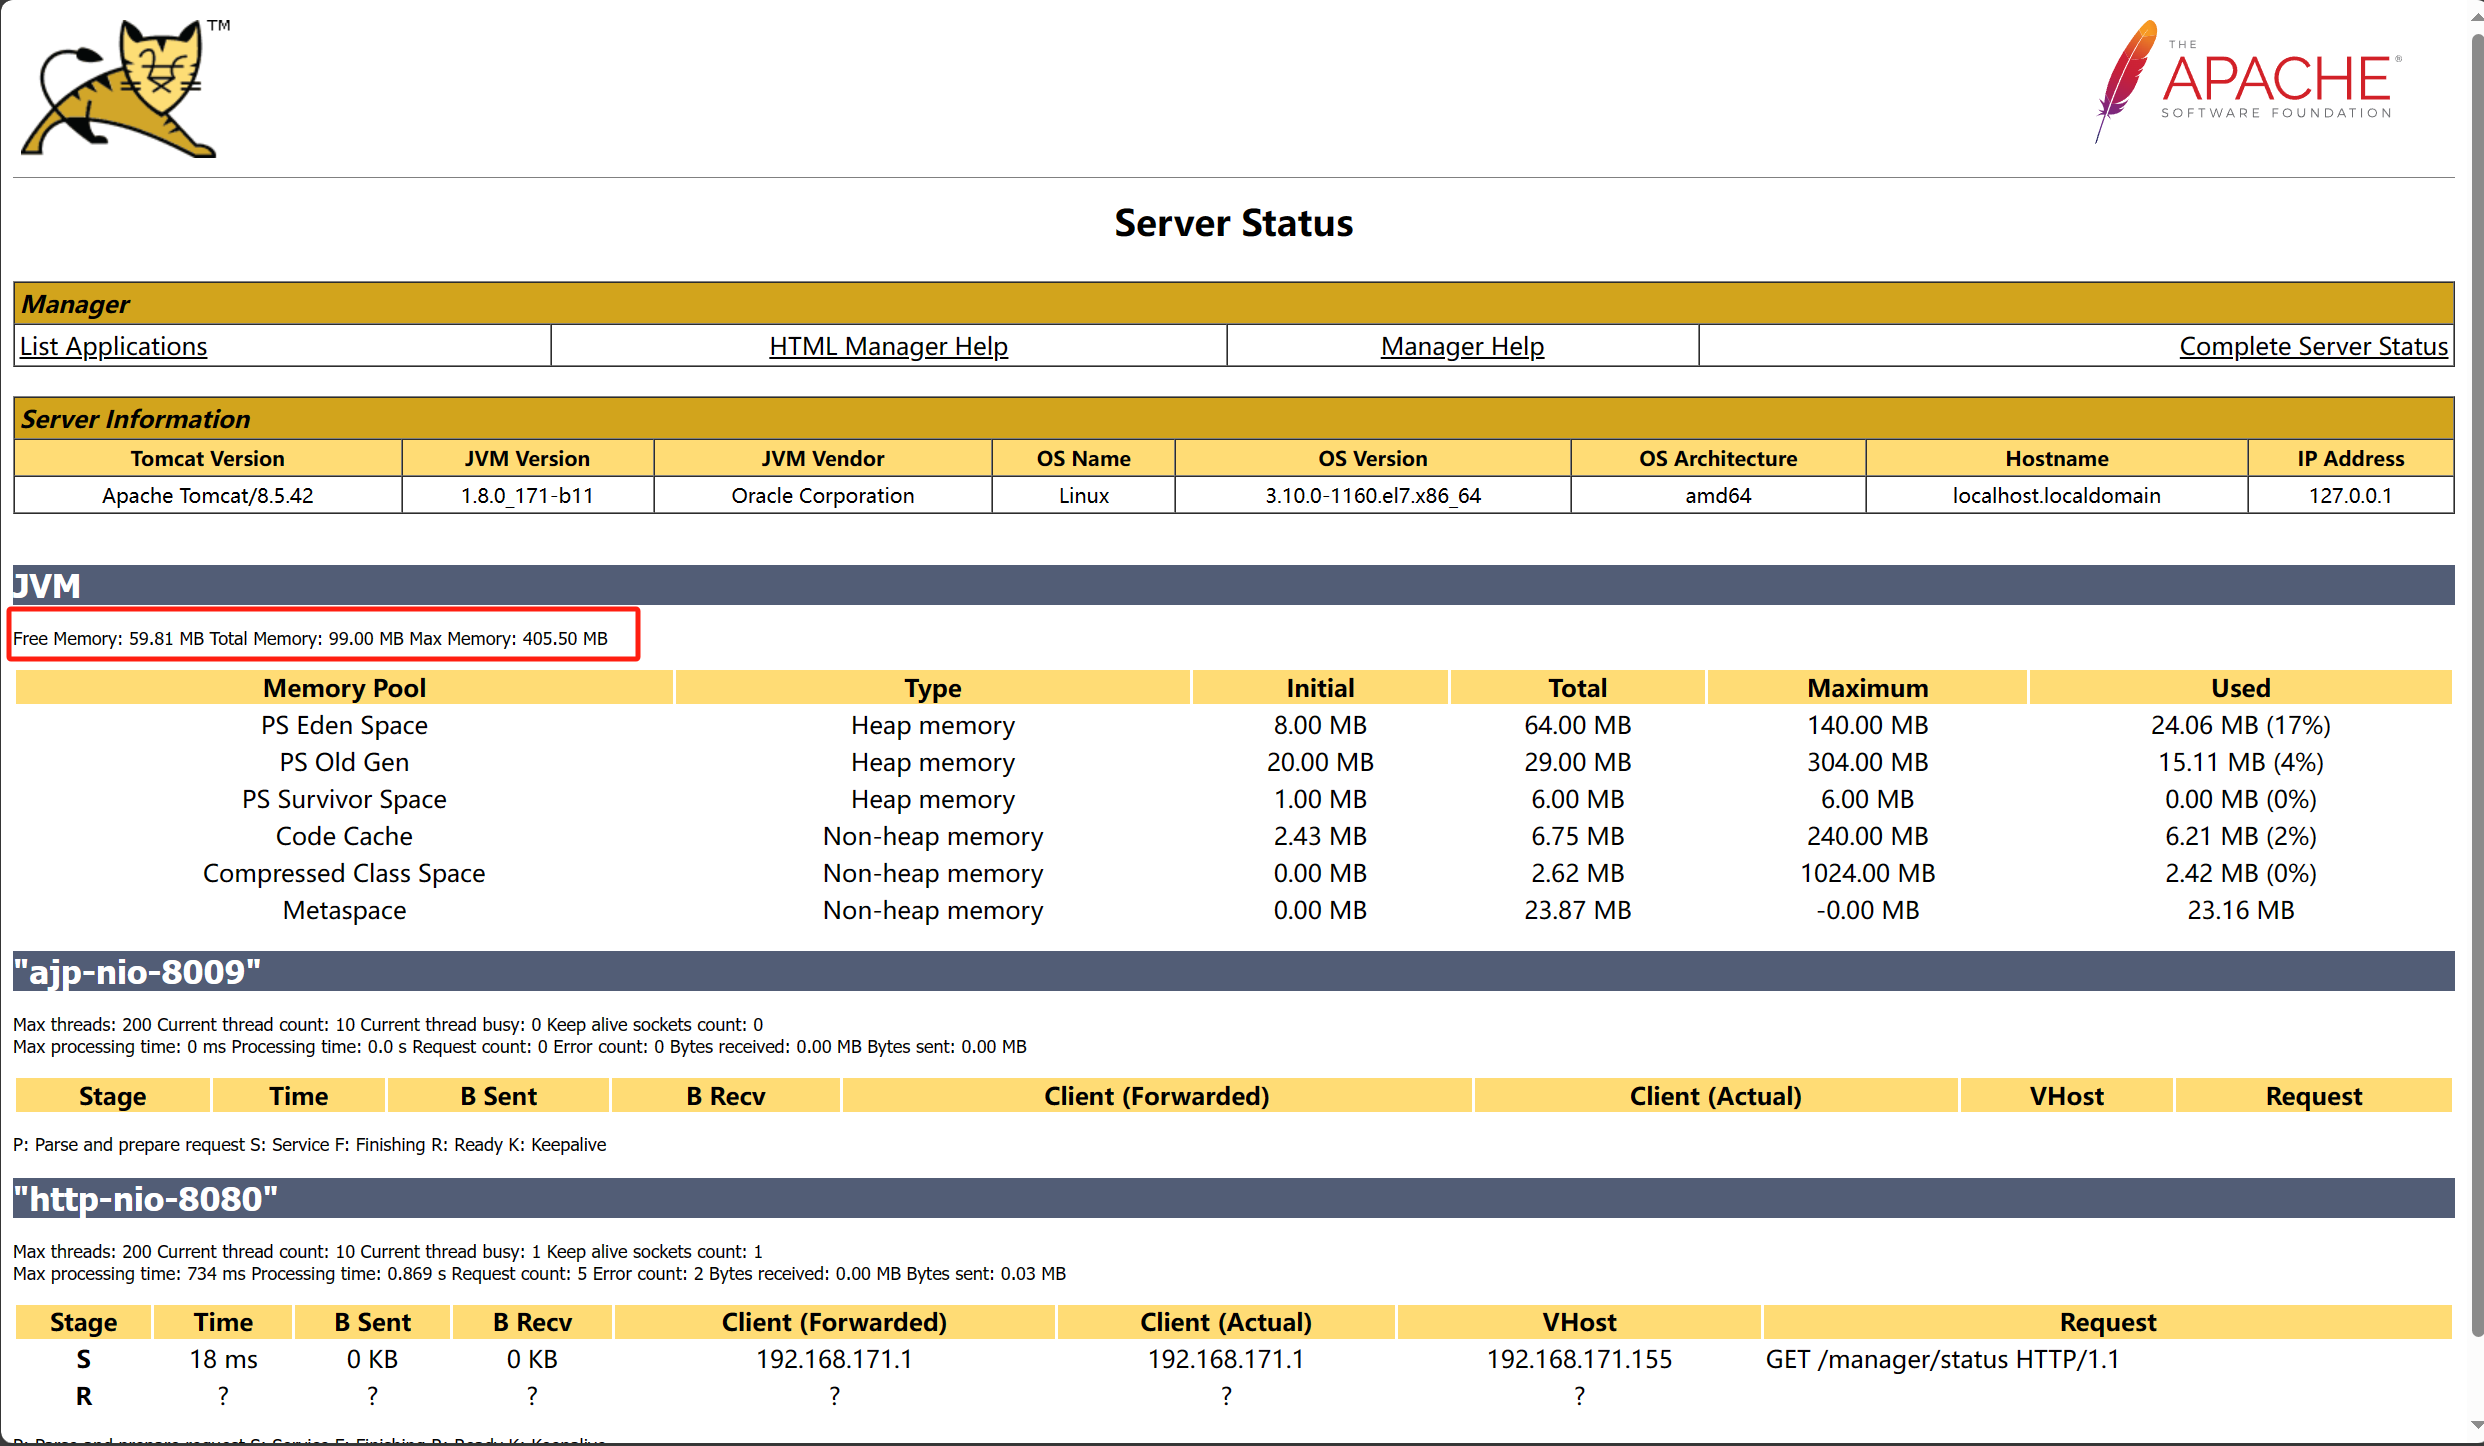 TM
THE
APACHE®
SOFTWARE FOUNDATION
Server Status
Manager
List Applications HTML Manager Help Manager Help Complete Server Status
Server Information
Tomcat Version JVM Version JVM Vendor OS Name OS Version OS Architecture Hostname IP Address
Apache Tomcat/8.5.42 1.8.0_171-b11 Oracle Corporation Linux 3.10.0-1160.el7.x86_64 amd64 localhost.localdomain 127.0.0.1
JVM
Free Memory: 59.81 MB Total Memory: 99.00 MB Max Memory: 405.50 MB
Memory Pool Type Initial Total Maximum Used
PS Eden Space Heap memory 8.00 MB 64.00 MB 140.00 MB 24.06 MB (17%)
PS Old Gen Heap memory 20.00 MB 29.00 MB 304.00 MB 15.11 MB (4%)
PS Survivor Space Heap memory 1.00 MB 6.00 MB 6.00 MB 0.00 MB (0%)
Code Cache Non-heap memory 2.43 MB 6.75 MB 240.00 MB 6.21 MB (2%)
Compressed Class Space Non-heap memory 0.00 MB 2.62 MB 1024.00 MB 2.42 MB (0%)
Metaspace Non-heap memory 0.00 MB 23.87 MB -0.00 MB 23.16 MB
"ajp-nio-8009"
Max threads: 200 Current thread count: 10 Current thread busy: 0 Keep alive sockets count: 0
Max processing time: 0 ms Processing time: 0.0 s Request count: 0 Error count: 0 Bytes received: 0.00 MB Bytes sent: 0.00 MB
Stage Time B Sent B Recv Client (Forwarded) Client (Actual) VHost Request
P: Parse and prepare request S: Service F: Finishing R: Ready K: Keepalive
"http-nio-8080"
Max threads: 200 Current thread count: 10 Current thread busy: 1 Keep alive sockets count: 1
Max processing time: 734 ms Processing time: 0.869 s Request count: 5 Error count: 2 Bytes received: 0.00 MB Bytes sent: 0.03 MB
Stage Time B Sent B Recv Client (Forwarded) Client (Actual) VHost Request
S 18 ms 0 KB 0 KB 192.168.171.1 192.168.171.1 192.168.171.155 GET /manager/status HTTP/1.1
R ? ? ? ? ? ?
P: Parse and prepare request S: Service F: Finishing R: Ready K: Keepalive